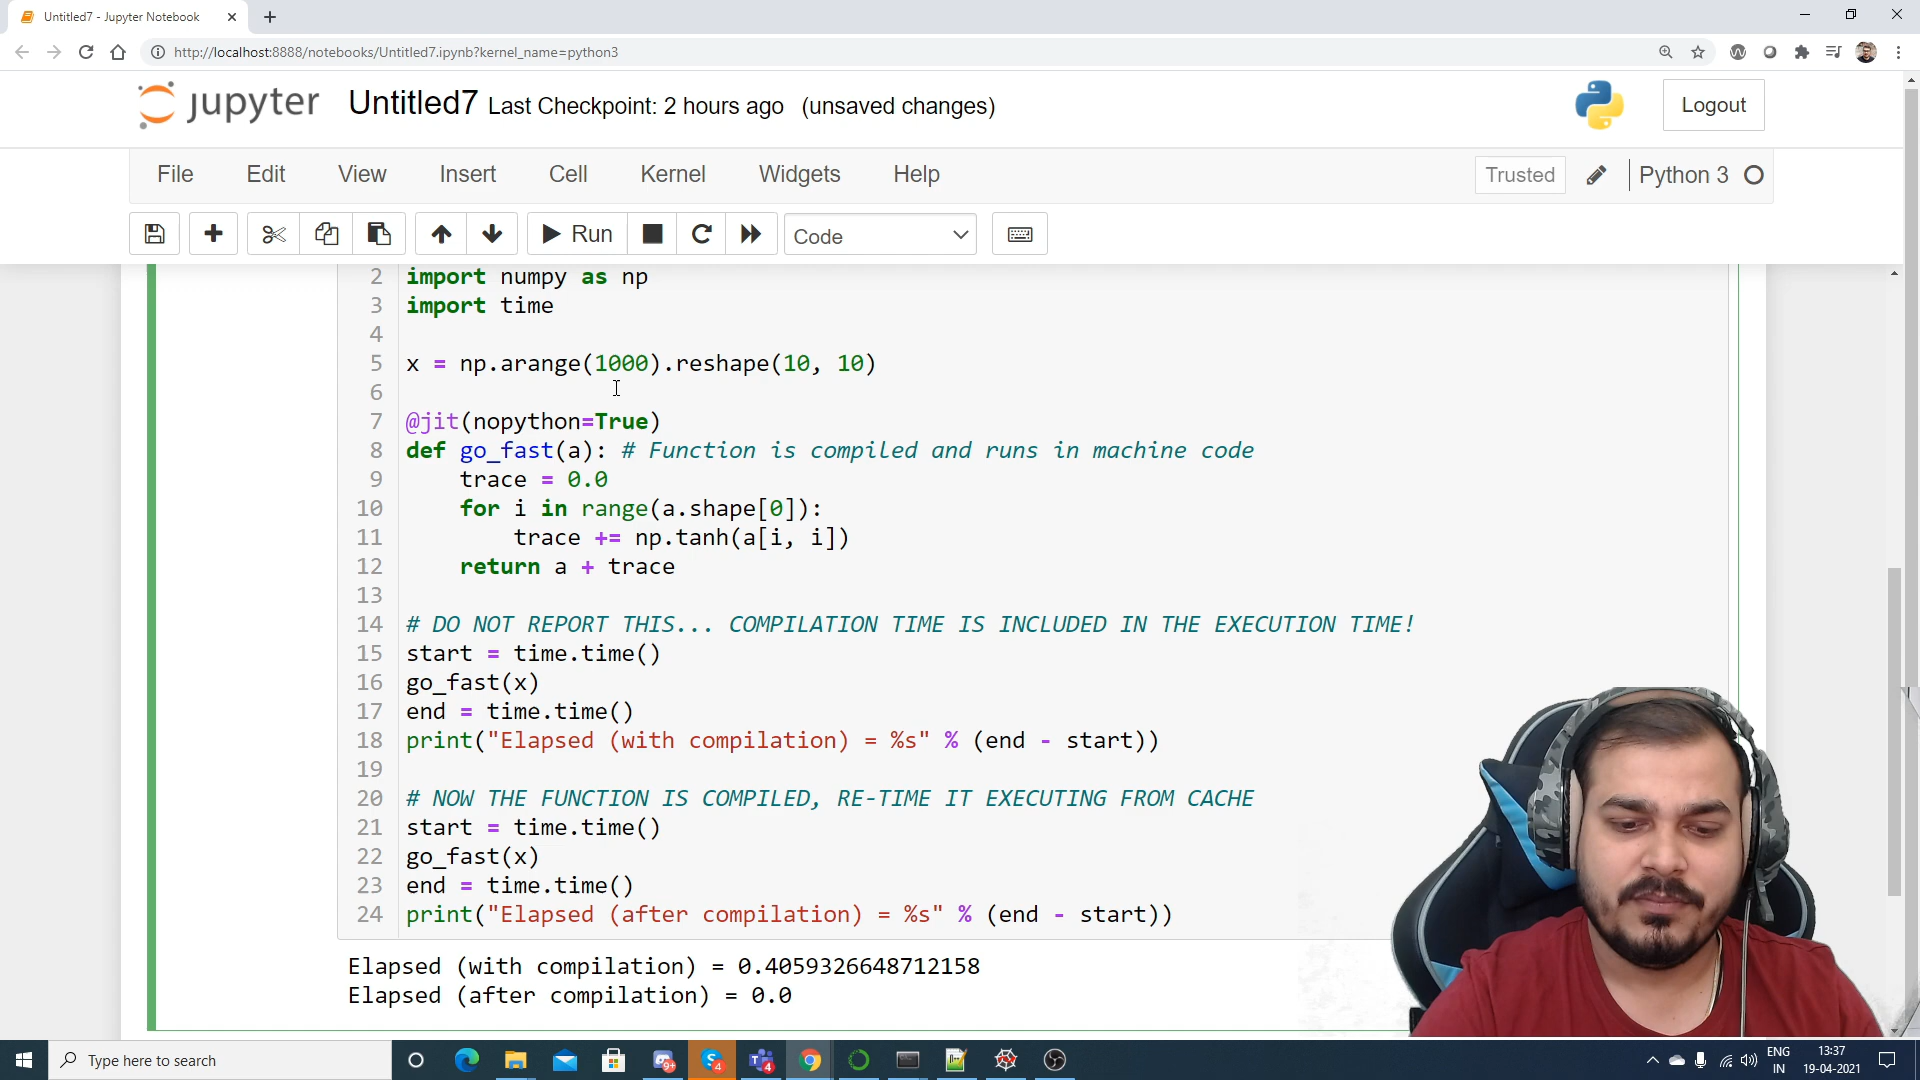 Untitled7 - Jupyter Notebook
http://localhost:8888/notebooks/Untitled7.ipynb?kernel_name=python3
jupyter Untitled7 Last Checkpoint: 2 hours ago (unsaved changes)
Logout
File Edit View Insert Cell Kernel Widgets Help
Trusted Python 3
Run Code
2 import numpy as np
3 import time
4
5 x = np.arange(1000).reshape(10, 10)
6
7 @jit(nopython=True)
8 def go_fast(a): # Function is compiled and runs in machine code
9 trace = 0.0
10 for i in range(a.shape[0]):
11 trace += np.tanh(a[i, i])
12 return a + trace
13
14 # DO NOT REPORT THIS... COMPILATION TIME IS INCLUDED IN THE EXECUTION TIME!
15 start = time.time()
16 go_fast(x)
17 end = time.time()
18 print("Elapsed (with compilation) = %s" % (end - start))
19
20 # NOW THE FUNCTION IS COMPILED, RE-TIME IT EXECUTING FROM CACHE
21 start = time.time()
22 go_fast(x)
23 end = time.time()
24 print("Elapsed (after compilation) = %s" % (end - start))
Elapsed (with compilation) = 0.4059326648712158
Elapsed (after compilation) = 0.0
Type here to search
ENG
IN
13:37
19-04-2021